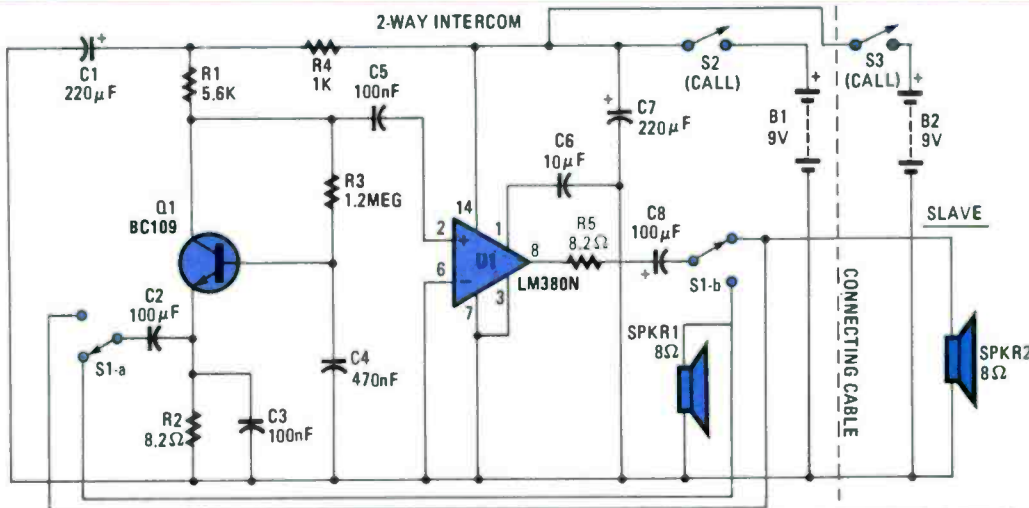 2-WAY INTERCOM
C1
220μF
+
R1
5.6K
R4
1K
C5
100nF
S2
(CALL)
S3
(CALL)
+
C7
220μF
+
B1
9V
+
B2
9V
C6
10μF
R3
1.2MEG
Q1
BC109
14
1
2
+
U1
8
6
−
7
3
LM380N
R5
8.2Ω
C8
100μF
+
S1-b
SLAVE
C2
100μF
S1-a
C4
470nF
SPKR1
8Ω
CONNECTING CABLE
SPKR2
8Ω
R2
8.2Ω
C3
100nF